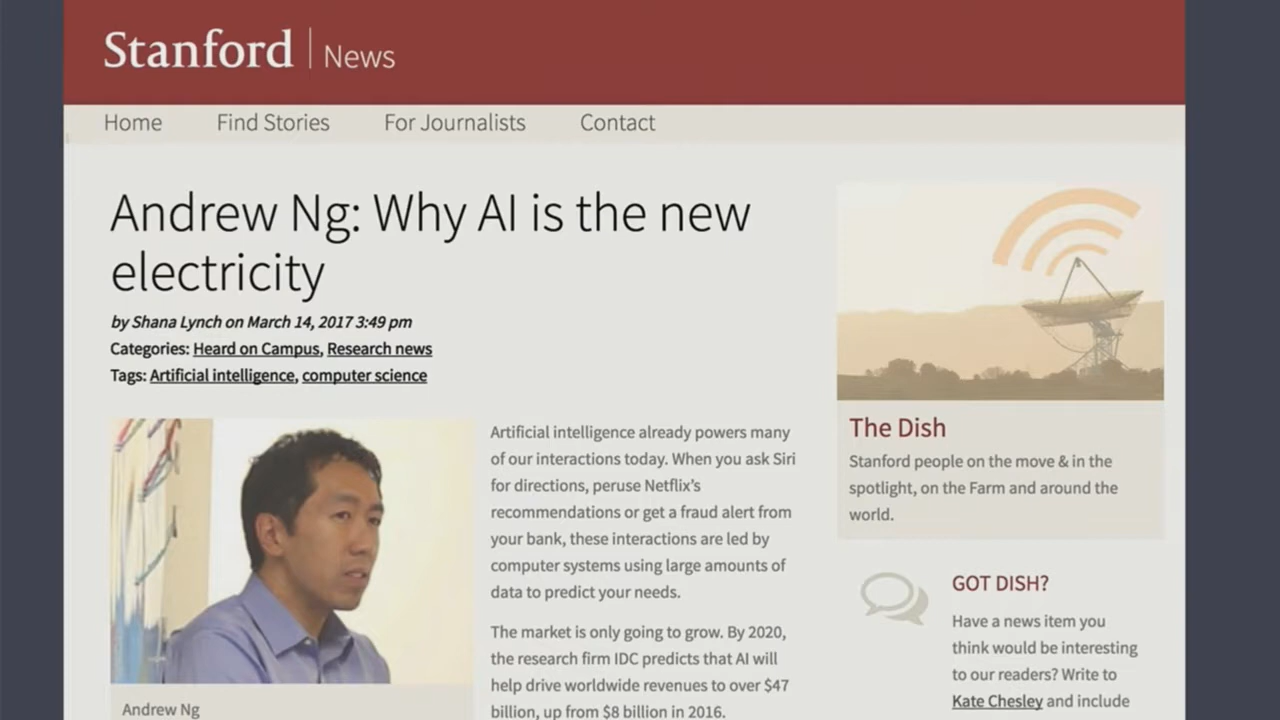 Stanford | News
Home Find Stories For Journalists Contact
Andrew Ng: Why AI is the new
electricity
by Shana Lynch on March 14, 2017 3:49 pm
Categories: Heard on Campus, Research news
Tags: Artificial intelligence, computer science
Andrew Ng
Artificial intelligence already powers many
of our interactions today. When you ask Siri
for directions, peruse Netflix's
recommendations or get a fraud alert from
your bank, these interactions are led by
computer systems using large amounts of
data to predict your needs.
The market is only going to grow. By 2020,
the research firm IDC predicts that AI will
help drive worldwide revenues to over $47
billion, up from $8 billion in 2016.
The Dish
Stanford people on the move & in the
spotlight, on the Farm and around the
world.
GOT DISH?
Have a news item you
think would be interesting
to our readers? Write to
Kate Chesley and include